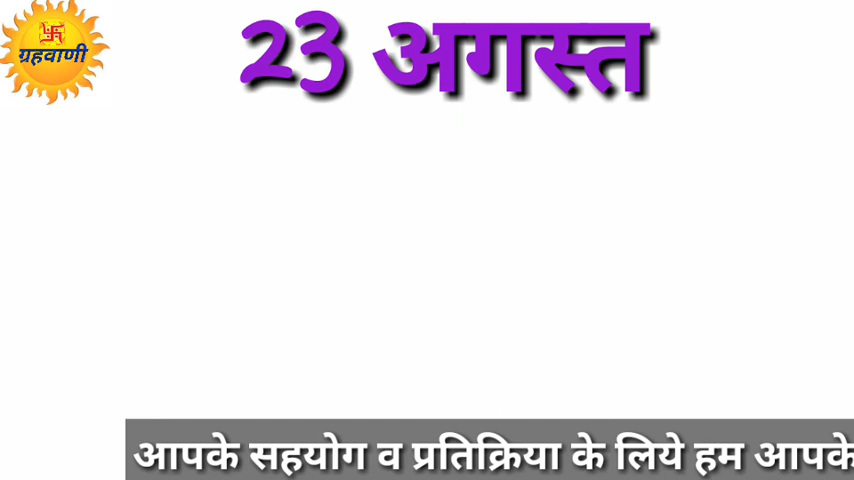 ग्रहवाणी
23 अगस्त
आपके सहयोग व प्रतिक्रिया के लिये हम आपके